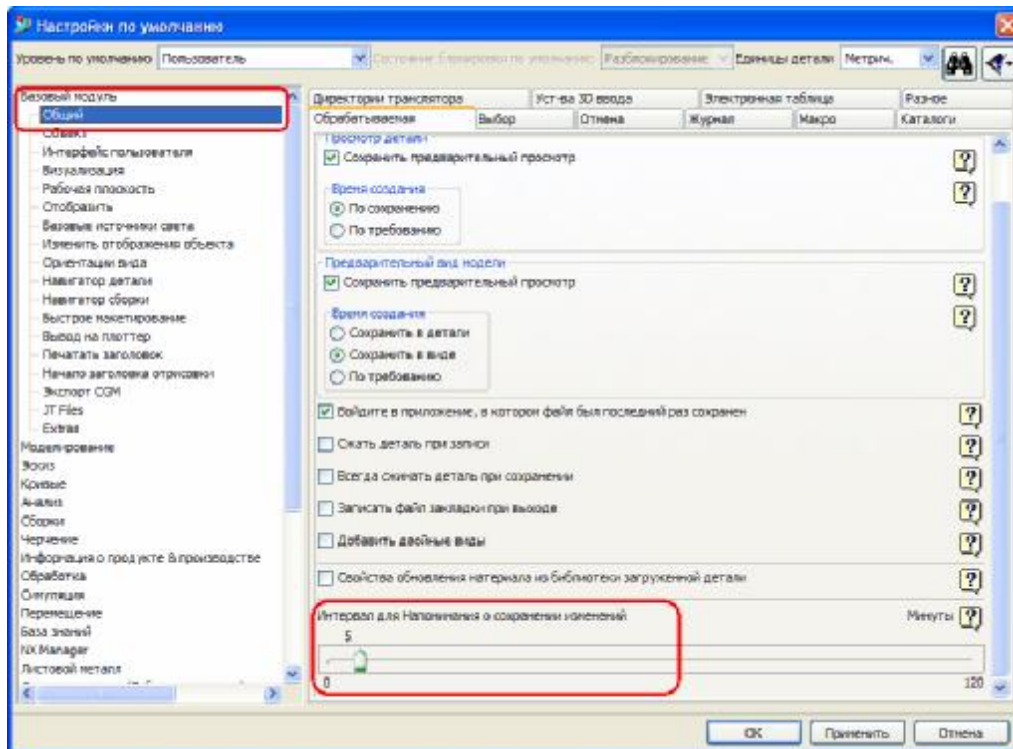 Настройки по умолчанию
Уровень по умолчанию Пользователь Состояние блокировки по умолчанию Разблокирование Единицы детали Метрич.
Базовый модуль
Общий
Объект
Интерфейс пользователя
Визуализация
Рабочая плоскость
Отобразить
Базовые источники света
Изменить отображения объекта
Ориентации вида
Навигатор детали
Навигатор сборки
Быстрое макетирование
Вывод на плоттер
Печатать заголовок
Начало заголовка отрисовки
Экспорт CGM
JT Files
Extras
Моделирование
Эскиз
Кривые
Анализ
Сборки
Черчение
Информация о продукте & производстве
Обработка
Симуляция
Перемещение
База знаний
NX Manager
Листовой металл
Директории транслятора Уст-ва 3D ввода Электронная таблица Разное
Обрабатываемая Выбор Отмена Журнал Макро Каталоги
Просмотр детали
Сохранить предварительный просмотр
Время создания
По сохранению
По требованию
Предварительный вид модели
Сохранить предварительный просмотр
Время создания
Сохранить в детали
Сохранить в виде
По требованию
Войдите в приложение, в котором файл был последний раз сохранен
Сжать деталь при записи
Всегда сжимать деталь при сохранении
Записать файл закладки при выходе
Добавить двойные виды
Свойства обновления материала из библиотеки загруженной детали
Интервал для Напоминания о сохранении изменений Минуты
5
0 120
OK Применить Отмена